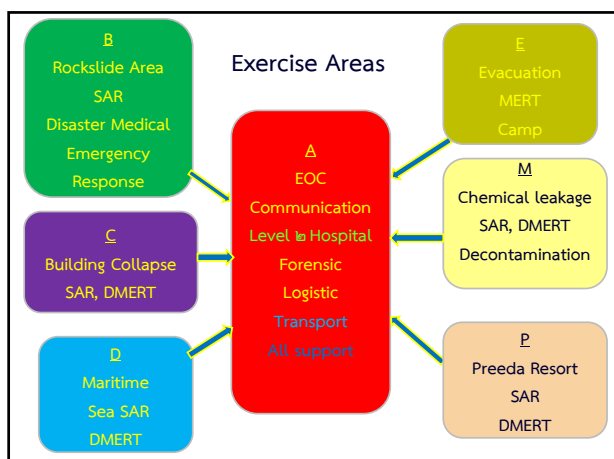 Exercise Areas
B
Rockslide Area
SAR
Disaster Medical
Emergency
Response
C
Building Collapse
SAR, DMERT
D
Maritime
Sea SAR
DMERT
A
EOC
Communication
Level ๒ Hospital
Forensic
Logistic
Transport
All support
E
Evacuation
MERT
Camp
M
Chemical leakage
SAR, DMERT
Decontamination
P
Preeda Resort
SAR
DMERT